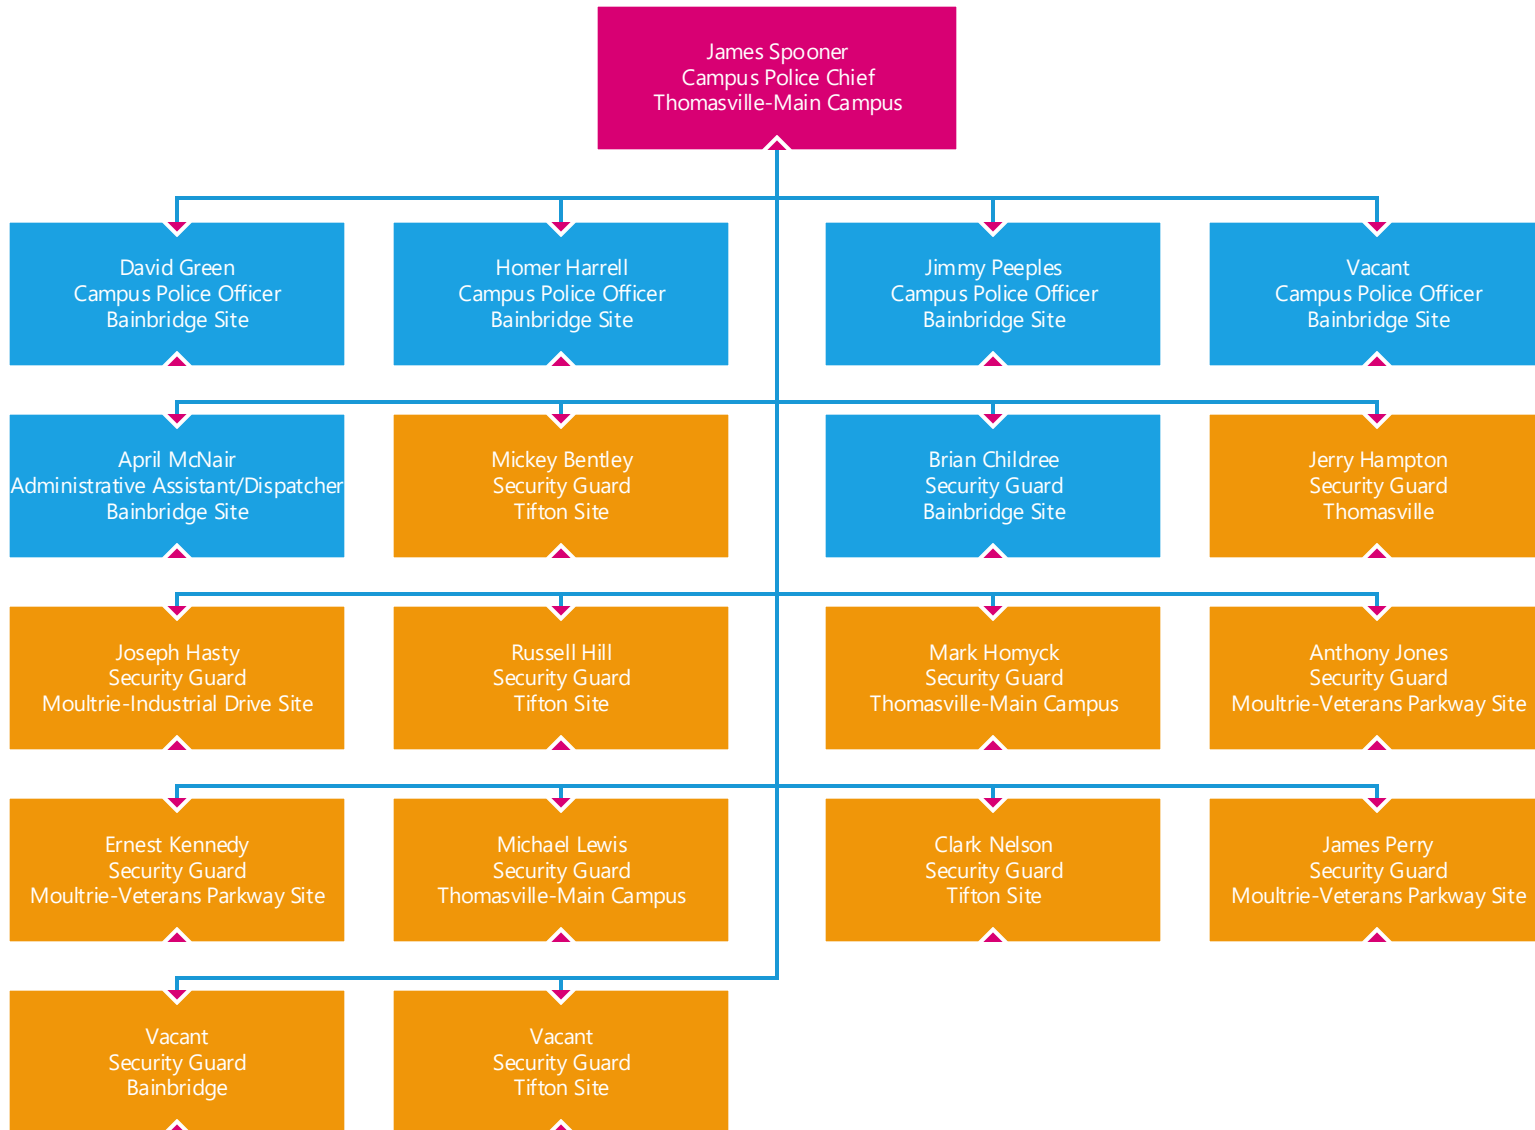 James Spooner
Campus Police Chief
Thomasville-Main Campus
David Green
Campus Police Officer
Bainbridge Site
Homer Harrell
Campus Police Officer
Bainbridge Site
Jimmy Peeples
Campus Police Officer
Bainbridge Site
Vacant
Campus Police Officer
Bainbridge Site
April McNair
Administrative Assistant/Dispatcher
Bainbridge Site
Mickey Bentley
Security Guard
Tifton Site
Brian Childree
Security Guard
Bainbridge Site
Jerry Hampton
Security Guard
Thomasville
Joseph Hasty
Security Guard
Moultrie-Industrial Drive Site
Russell Hill
Security Guard
Tifton Site
Mark Homyck
Security Guard
Thomasville-Main Campus
Anthony Jones
Security Guard
Moultrie-Veterans Parkway Site
Ernest Kennedy
Security Guard
Moultrie-Veterans Parkway Site
Michael Lewis
Security Guard
Thomasville-Main Campus
Clark Nelson
Security Guard
Tifton Site
James Perry
Security Guard
Moultrie-Veterans Parkway Site
Vacant
Security Guard
Bainbridge
Vacant
Security Guard
Tifton Site